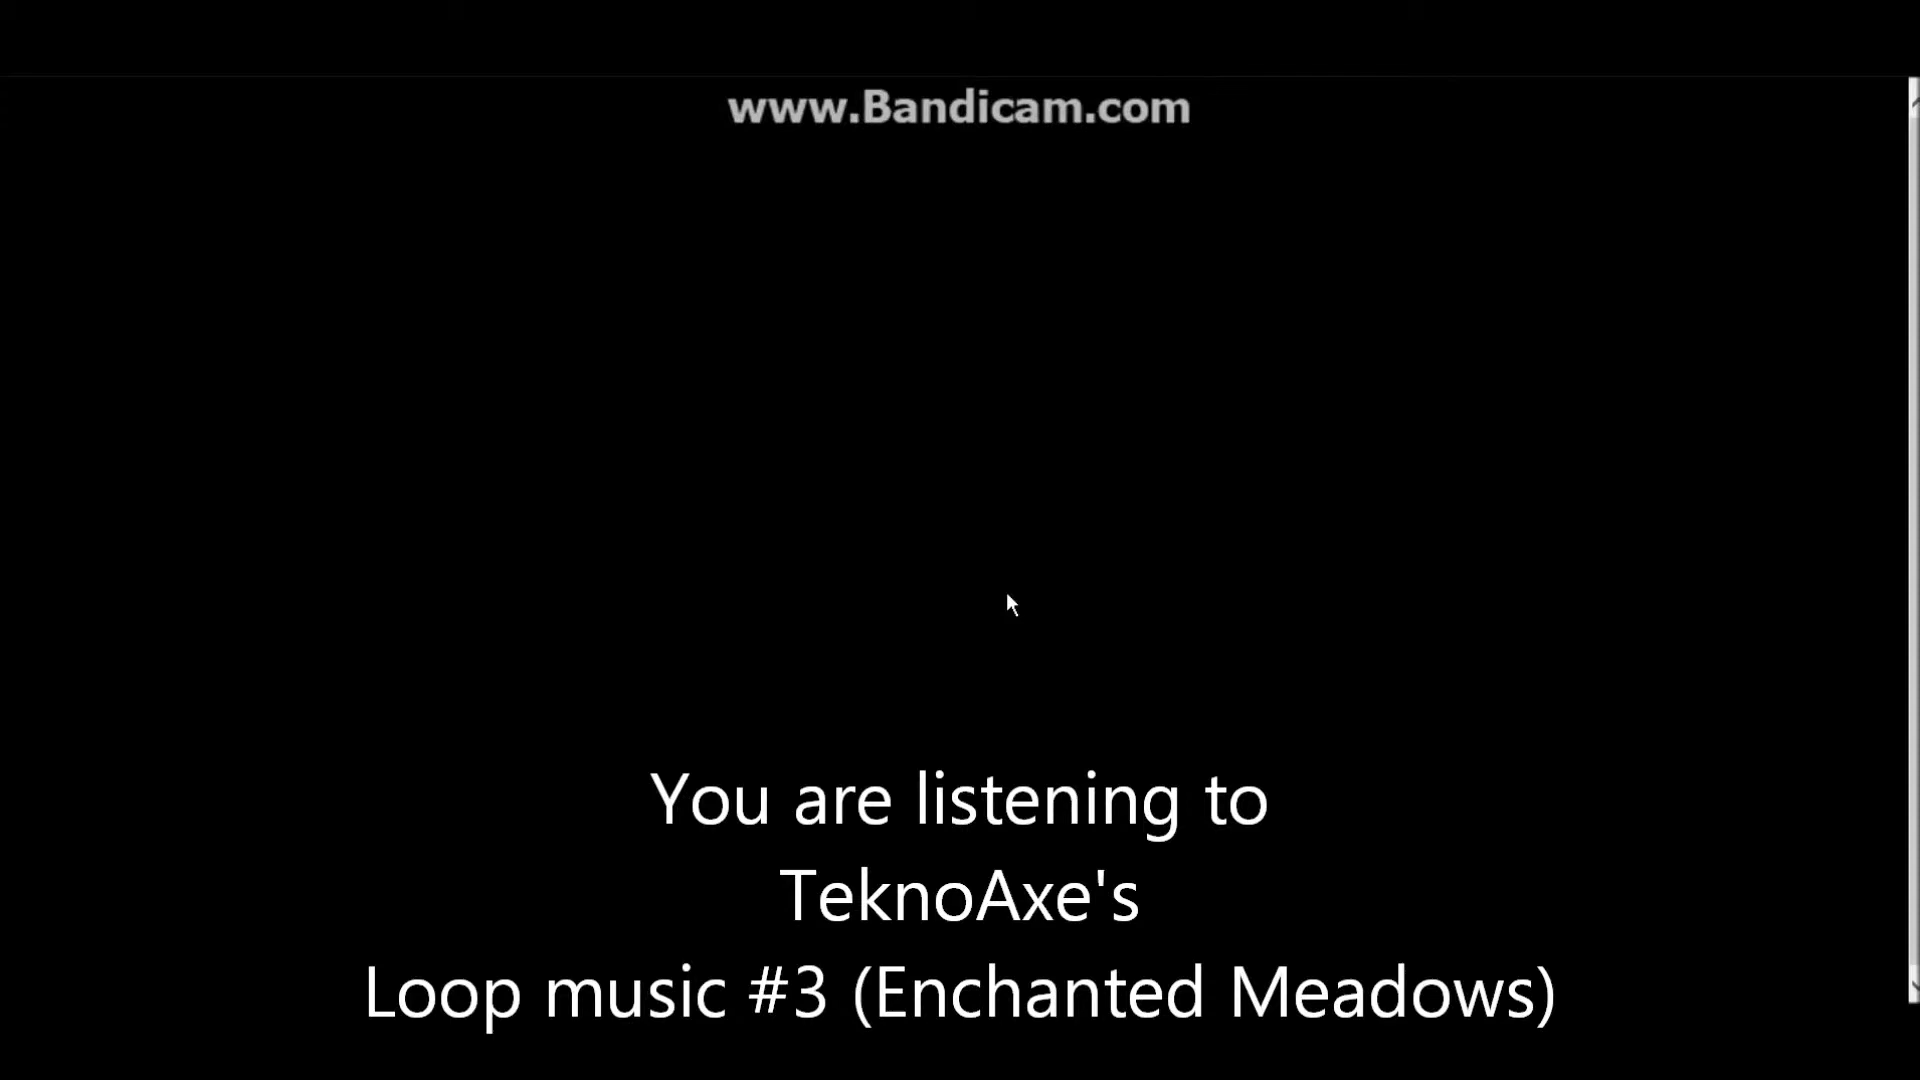 www.Bandicam.com
You are listening to
TeknoAxe's
Loop music #3 (Enchanted Meadows)